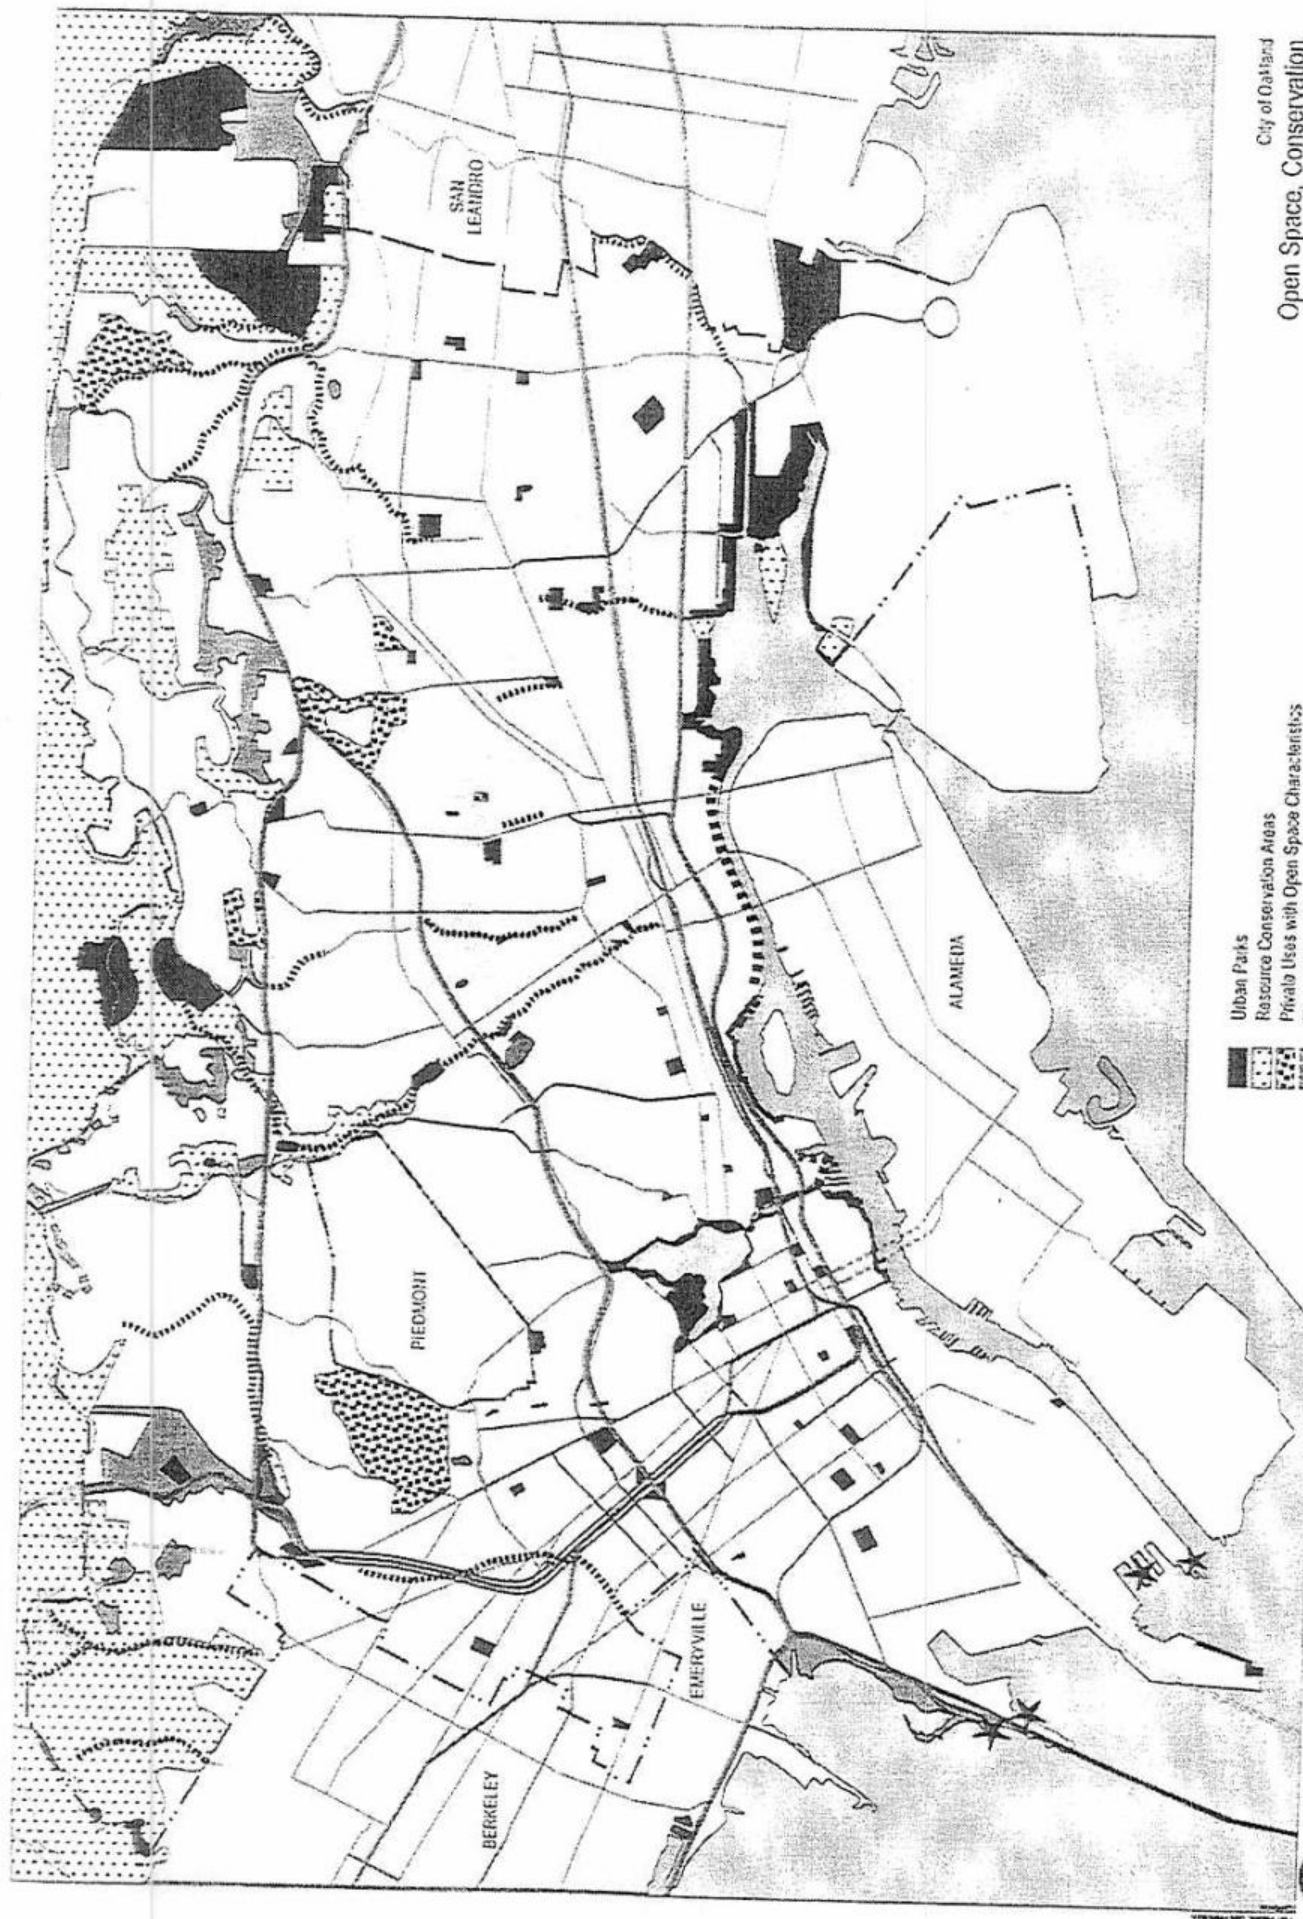 BERKELEY
EMERYVILLE
PIEDMONT
ALAMEDA
SAN
LEANDRO
Urban Parks
Resource Conservation Areas
Private Uses with Open Space Characteristics
City of Oakland
Open Space, Conservation